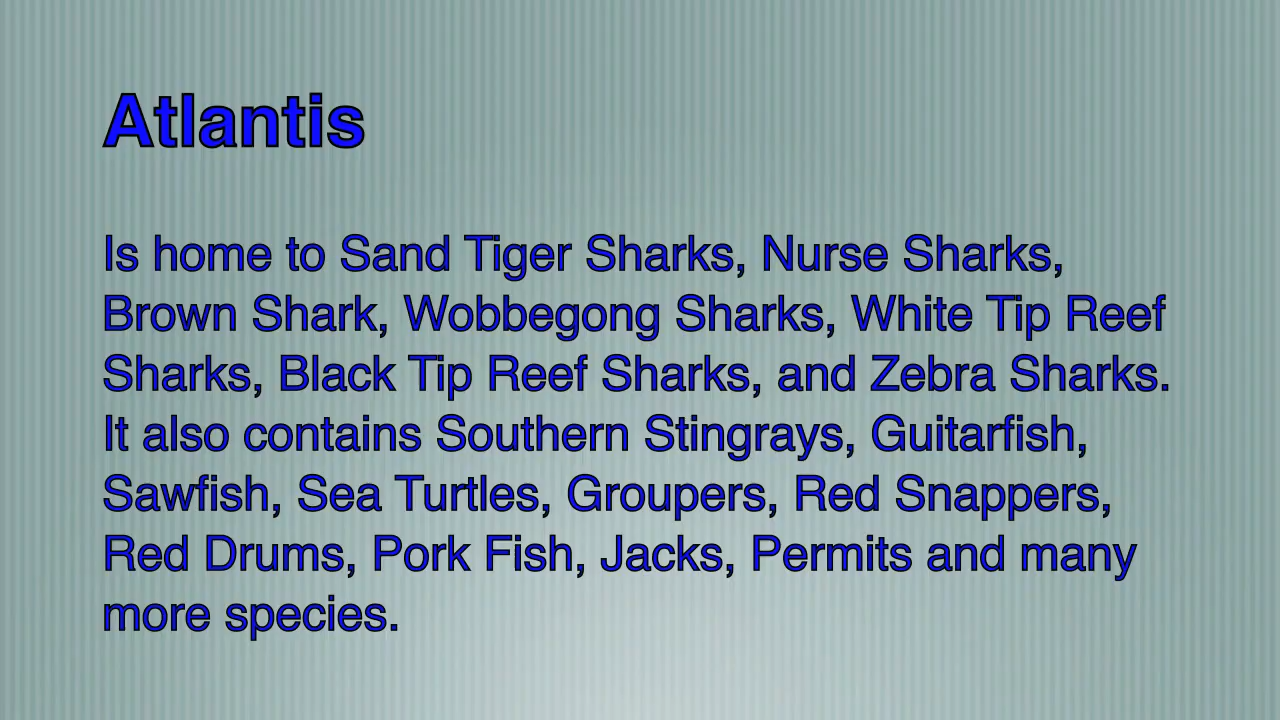 Atlantis
Is home to Sand Tiger Sharks, Nurse Sharks,
Brown Shark, Wobbegong Sharks, White Tip Reef
Sharks, Black Tip Reef Sharks, and Zebra Sharks.
It also contains Southern Stingrays, Guitarfish,
Sawfish, Sea Turtles, Groupers, Red Snappers,
Red Drums, Pork Fish, Jacks, Permits and many
more species.